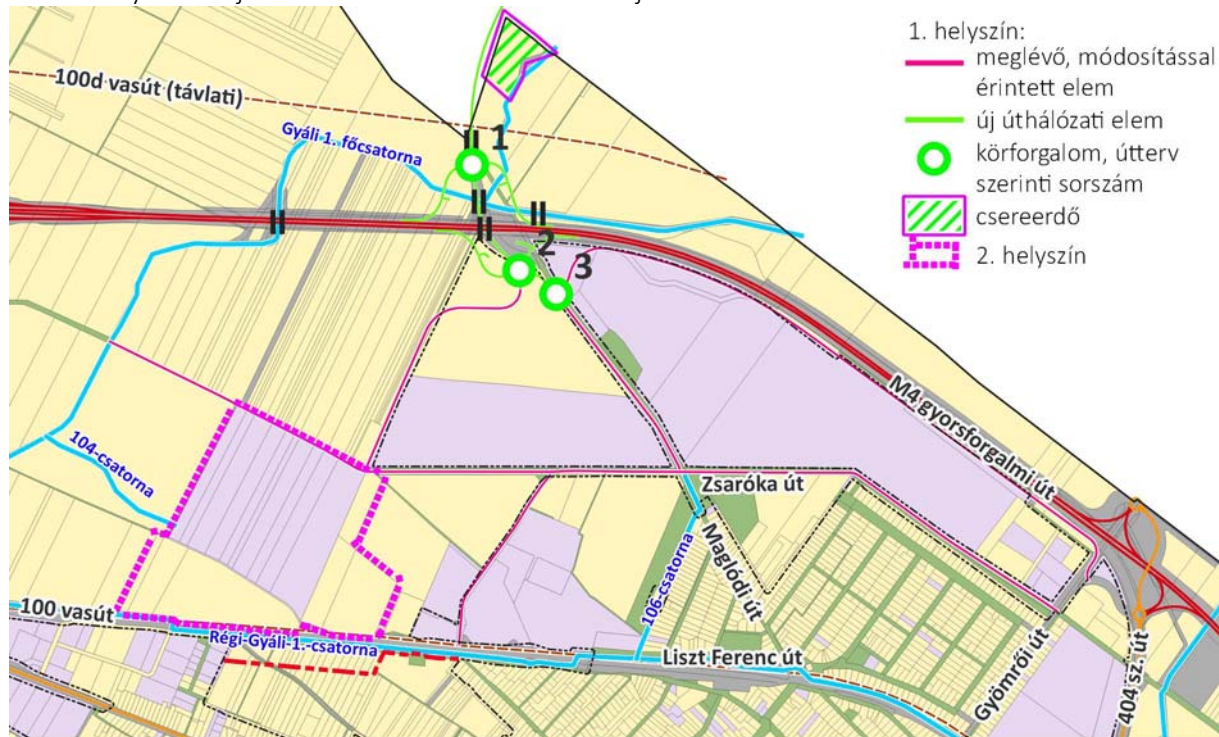 1. helyszín:
meglévő, módosítással
érintett elem
új úthálózati elem
körforgalom, útterv
szerinti sorszám
csereerdő
2. helyszín
100d vasút (távlati)
Gyáli 1. főcsatorna
1
2
3
M4 gyorsforgalmi út
104-csatorna
Zsaróka út
Maglódi út
106-csatorna
100 vasút
Régi-Gyáli-1.-csatorna
Liszt Ferenc út
Gyömrői út
404 sz. út